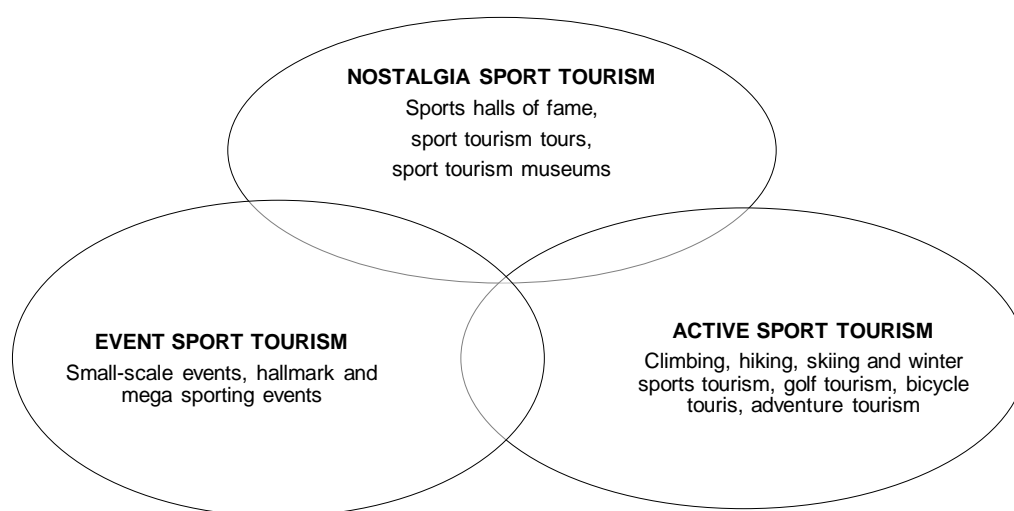 NOSTALGIA SPORT TOURISM
Sports halls of fame,
sport tourism tours,
sport tourism museums
EVENT SPORT TOURISM
Small-scale events, hallmark and
mega sporting events
ACTIVE SPORT TOURISM
Climbing, hiking, skiing and winter
sports tourism, golf tourism, bicycle
touris, adventure tourism